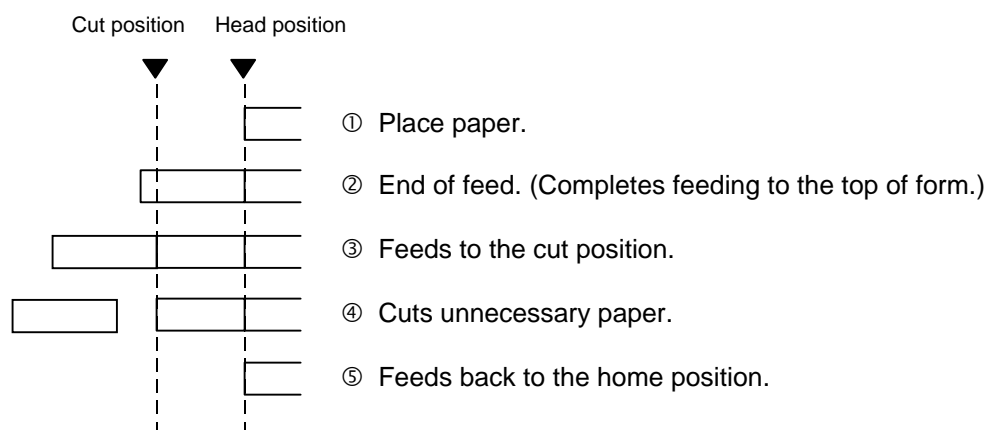 Cut position Head position
① Place paper.
② End of feed. (Completes feeding to the top of form.)
③ Feeds to the cut position.
④ Cuts unnecessary paper.
⑤ Feeds back to the home position.